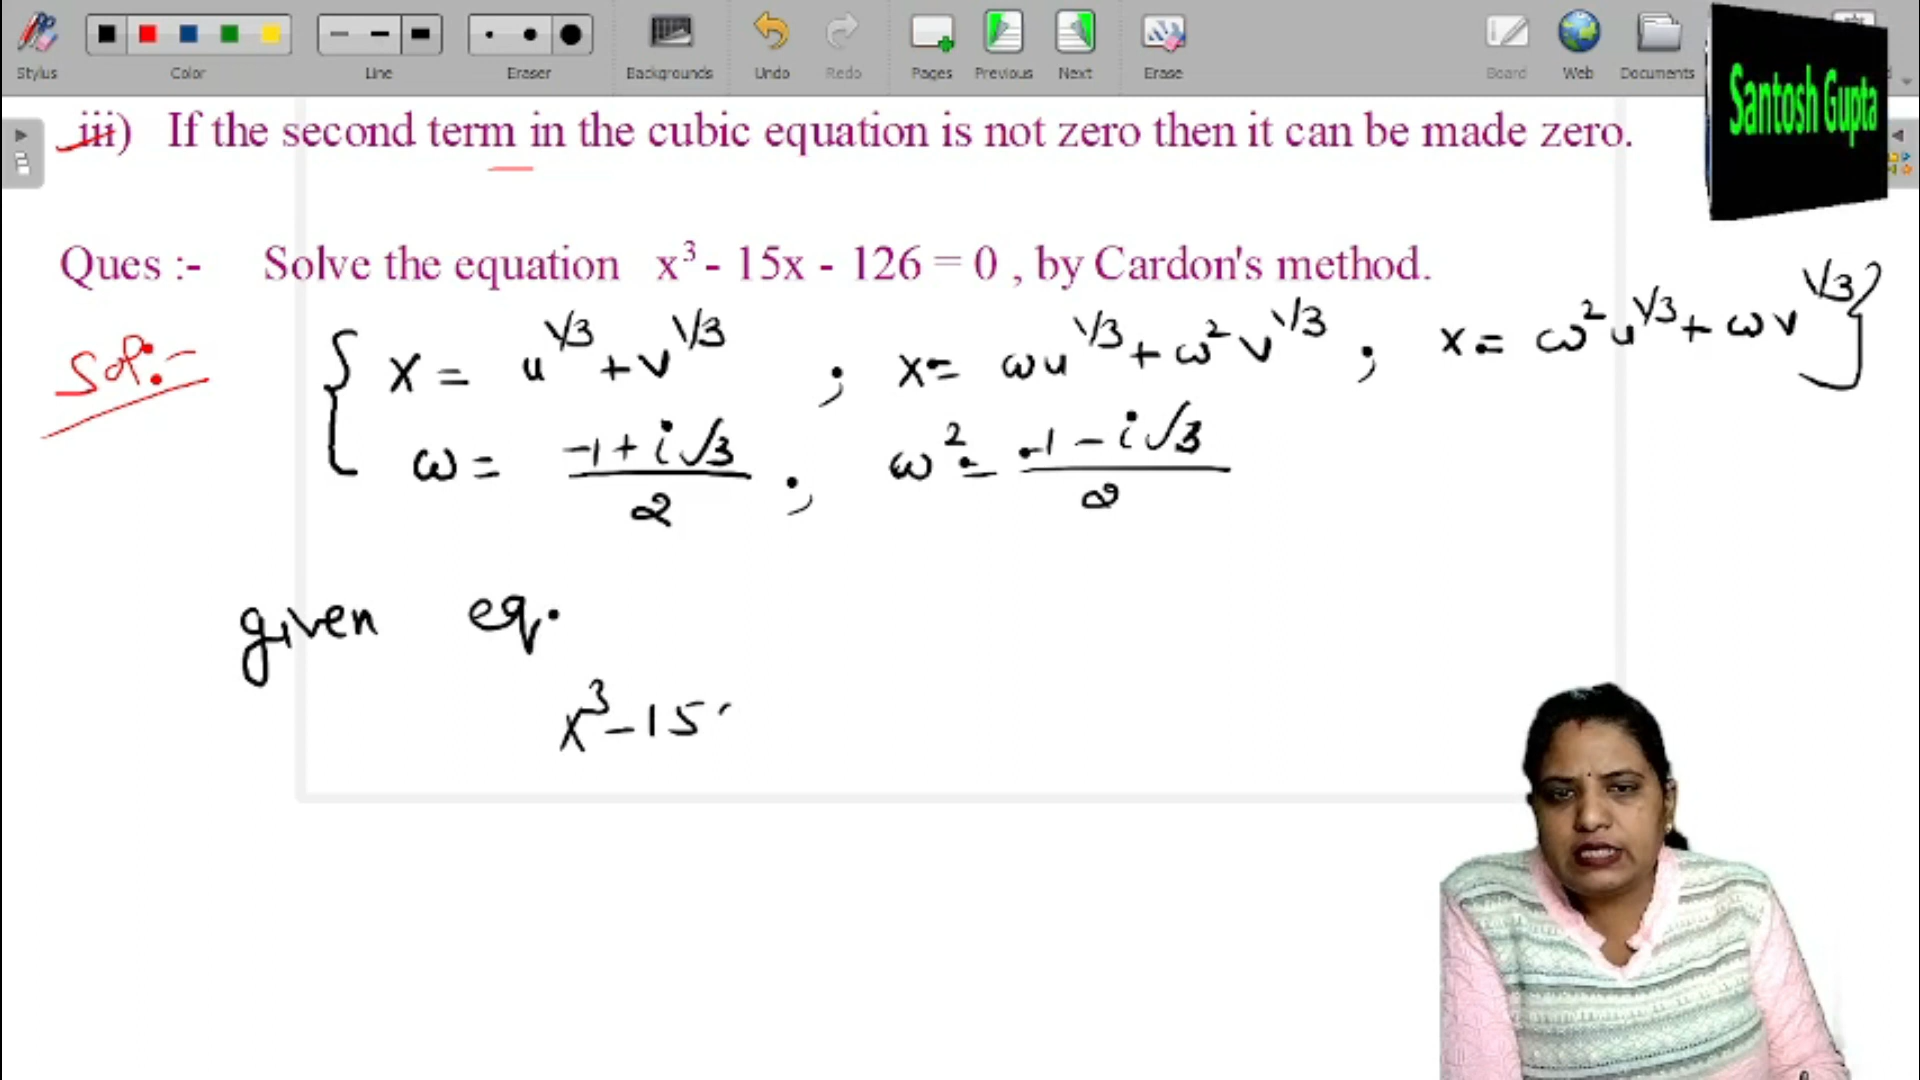 Stylus Color Line Eraser Backgrounds Undo Redo Pages Previous Next Erase Board Web Documents
Santosh Gupta
iii) If the second term in the cubic equation is not zero then it can be made zero.
Ques :- Solve the equation x³ - 15x - 126 = 0 , by Cardon's method.
Sol:- { x = u^1/3 + v^1/3 ; x = ωu^1/3 + ω²v^1/3 ; x = ω²u^1/3 + ωv^1/3 }
ω = (-1 + i√3)/2 ; ω² = (-1 - i√3)/2
given eq.
x³ - 15